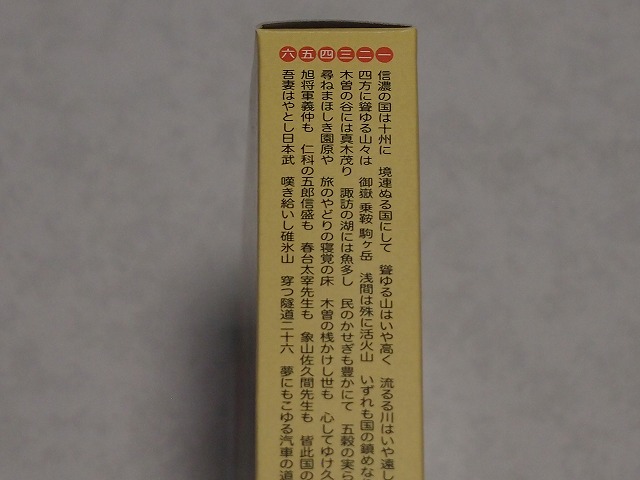 一 信濃の国は十州に 境連ぬる国にして 聳ゆる山はいや高く 流るる川はいや遠し
二 四方に聳ゆる山々は 御嶽 乗鞍 駒ヶ岳 浅間は殊に活火山 いずれも国の鎮めな
三 木曽の谷には真木茂り 諏訪の湖には魚多し 民のかせぎも豊かにて 五穀の実ら
四 尋ねまほしき園原や 旅のやどりの寝覚の床 木曽の桟かけし世も 心してゆけ久
五 旭将軍義仲も 仁科の五郎信盛も 春台太宰先生も 象山佐久間先生も 皆此国の
六 吾妻はやとし日本武 嘆き給いし碓氷山 穿つ隧道二十六 夢にもこゆる汽車の道